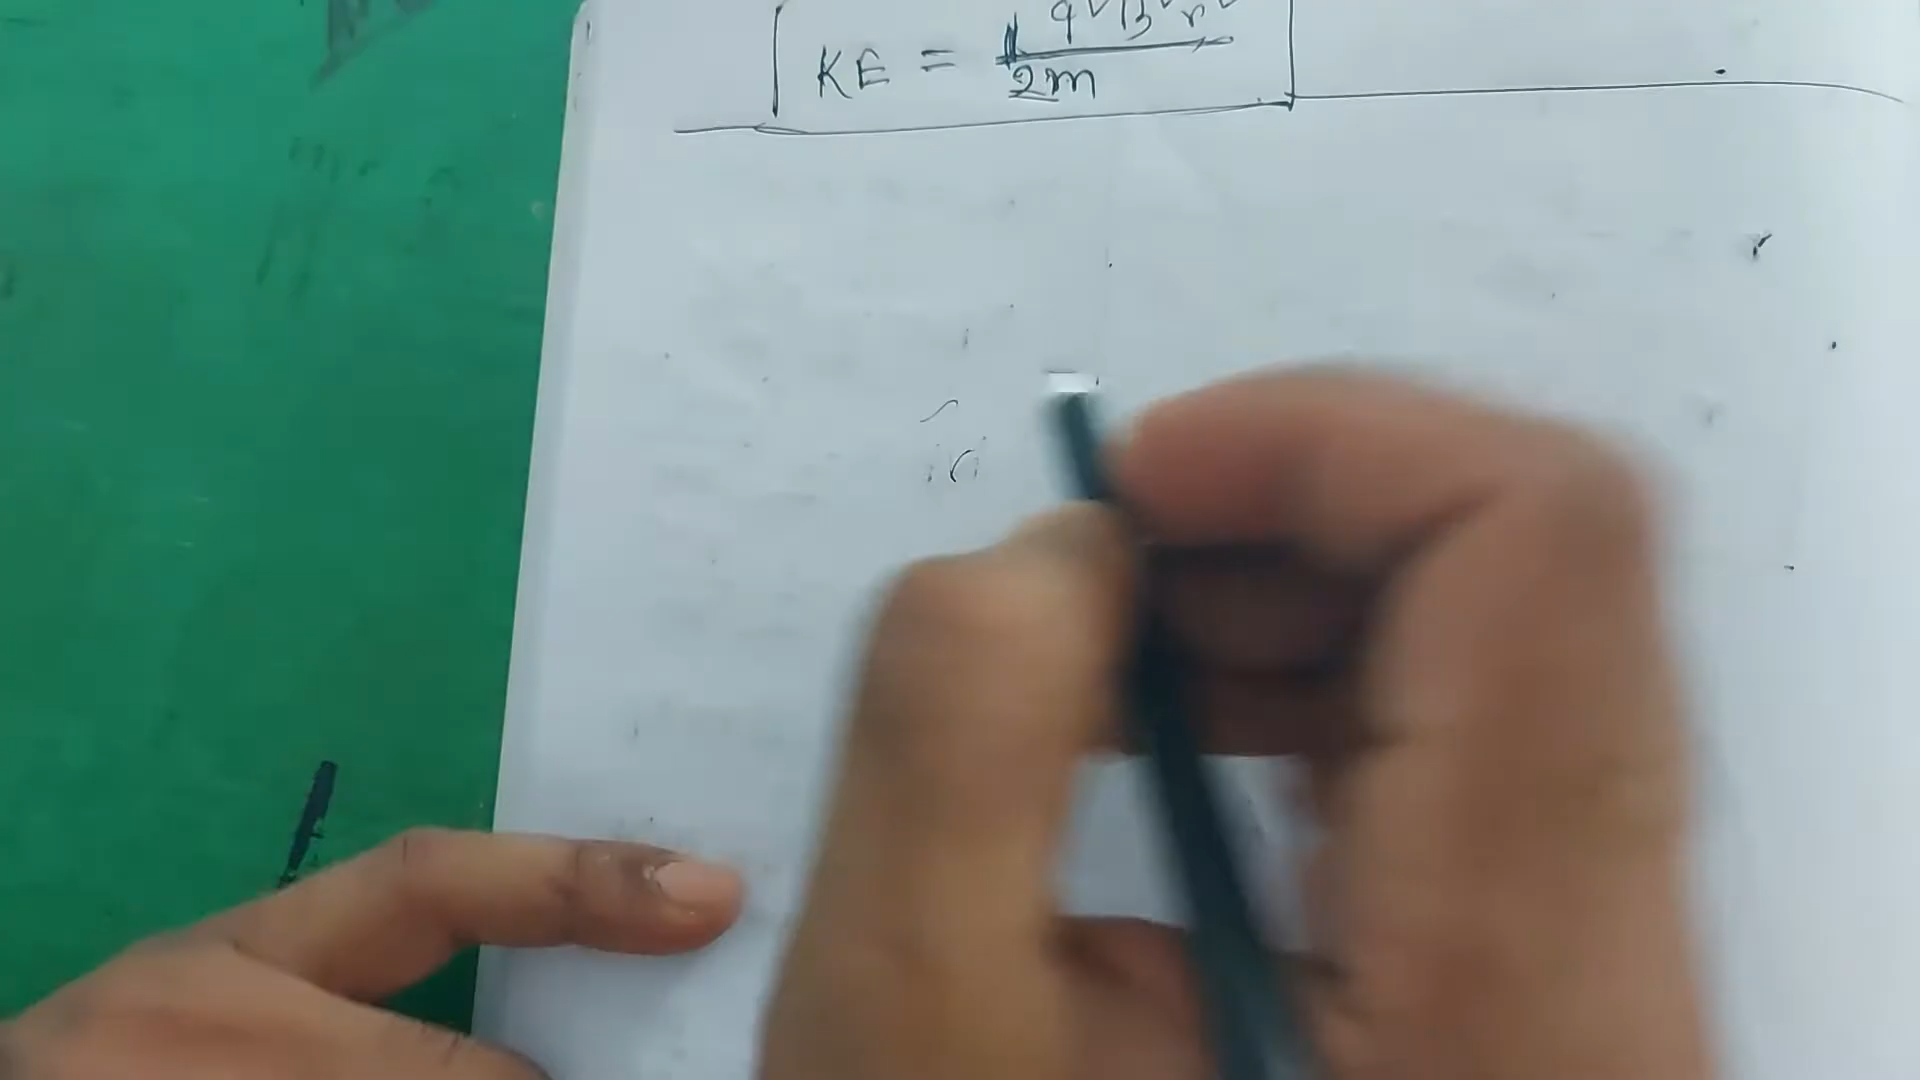 KE = q²B²r² / 2m